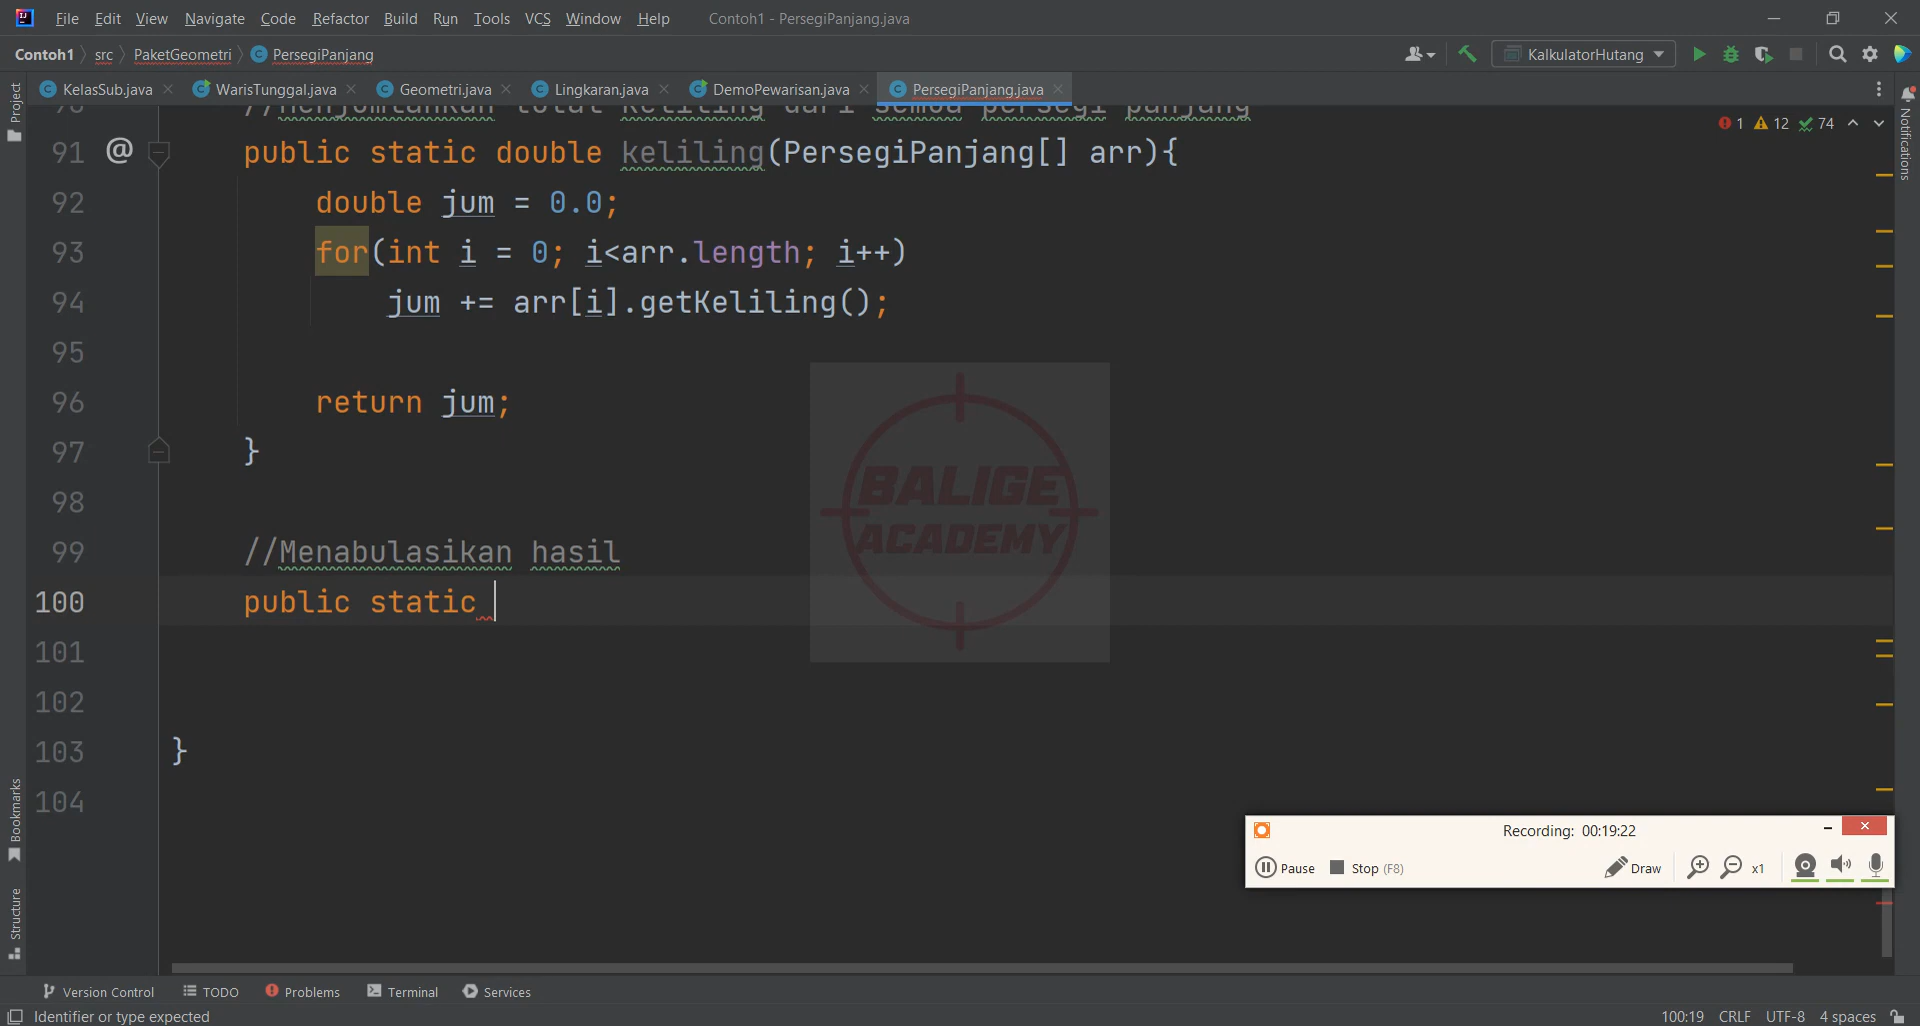 File Edit View Navigate Code Refactor Build Run Tools VCS Window Help Contoh1 - PersegiPanjang.java
Contoh1 src PaketGeometri PersegiPanjang KalkulatorHutang
Project KelasSub.java WarisTunggal.java Geometri.java Lingkaran.java DemoPewarisan.java PersegiPanjang.java Notifications
//Menjumlahkan total keliling dari semua persegi panjang
1 12 74
91 @ public static double keliling(PersegiPanjang[] arr){
92 double jum = 0.0;
93 for(int i = 0; i<arr.length; i++)
94 jum += arr[i].getKeliling();
95
96 return jum;
97 }
98
99 //Menabulasikan hasil
100 public static
101
102
103 }
104
BALIGE
ACADEMY
Bookmarks
Structure
Recording: 00:19:22
Pause Stop (F8) Draw x1
Version Control TODO Problems Terminal Services
Identifier or type expected 100:19 CRLF UTF-8 4 spaces